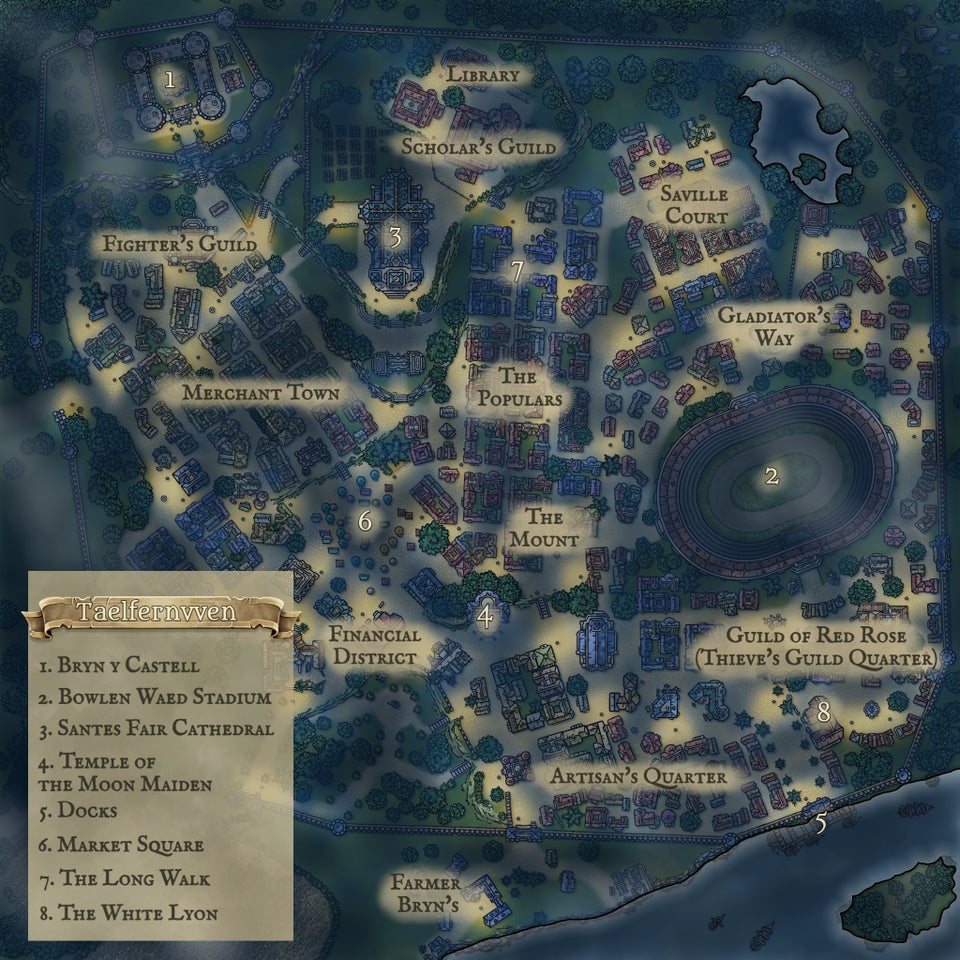 1
Library
Scholar's Guild
Saville
Court
3
Fighter's Guild
7
Gladiator's
Way
Merchant Town
The
Populars
2
6
The
Mount
4
Financial
District
Guild of Red Rose
(Thieve's Guild Quarter)
8
Artisan's Quarter
5
Farmer
Bryn's
Taelfernvven
1. Bryn y Castell
2. Bowlen Waed Stadium
3. Santes Fair Cathedral
4. Temple of
the Moon Maiden
5. Docks
6. Market Square
7. The Long Walk
8. The White Lyon